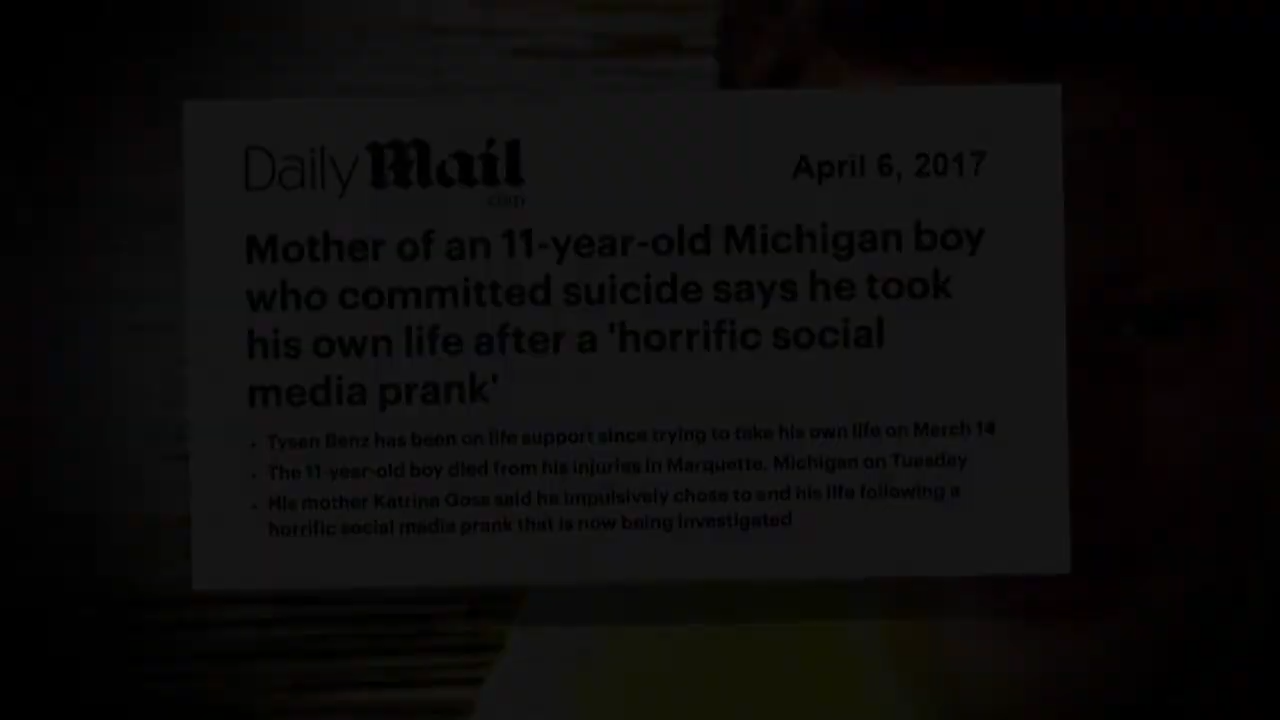 Daily Mail
.com
April 6, 2017
Mother of an 11-year-old Michigan boy
who committed suicide says he took
his own life after a 'horrific social
media prank'
• Tysen Benz has been on life support since trying to take his own life on March 14
• The 11-year-old boy died from his injuries in Marquette, Michigan on Tuesday
• His mother Katrina Goss said he impulsively chose to end his life following a
horrific social media prank that is now being investigated